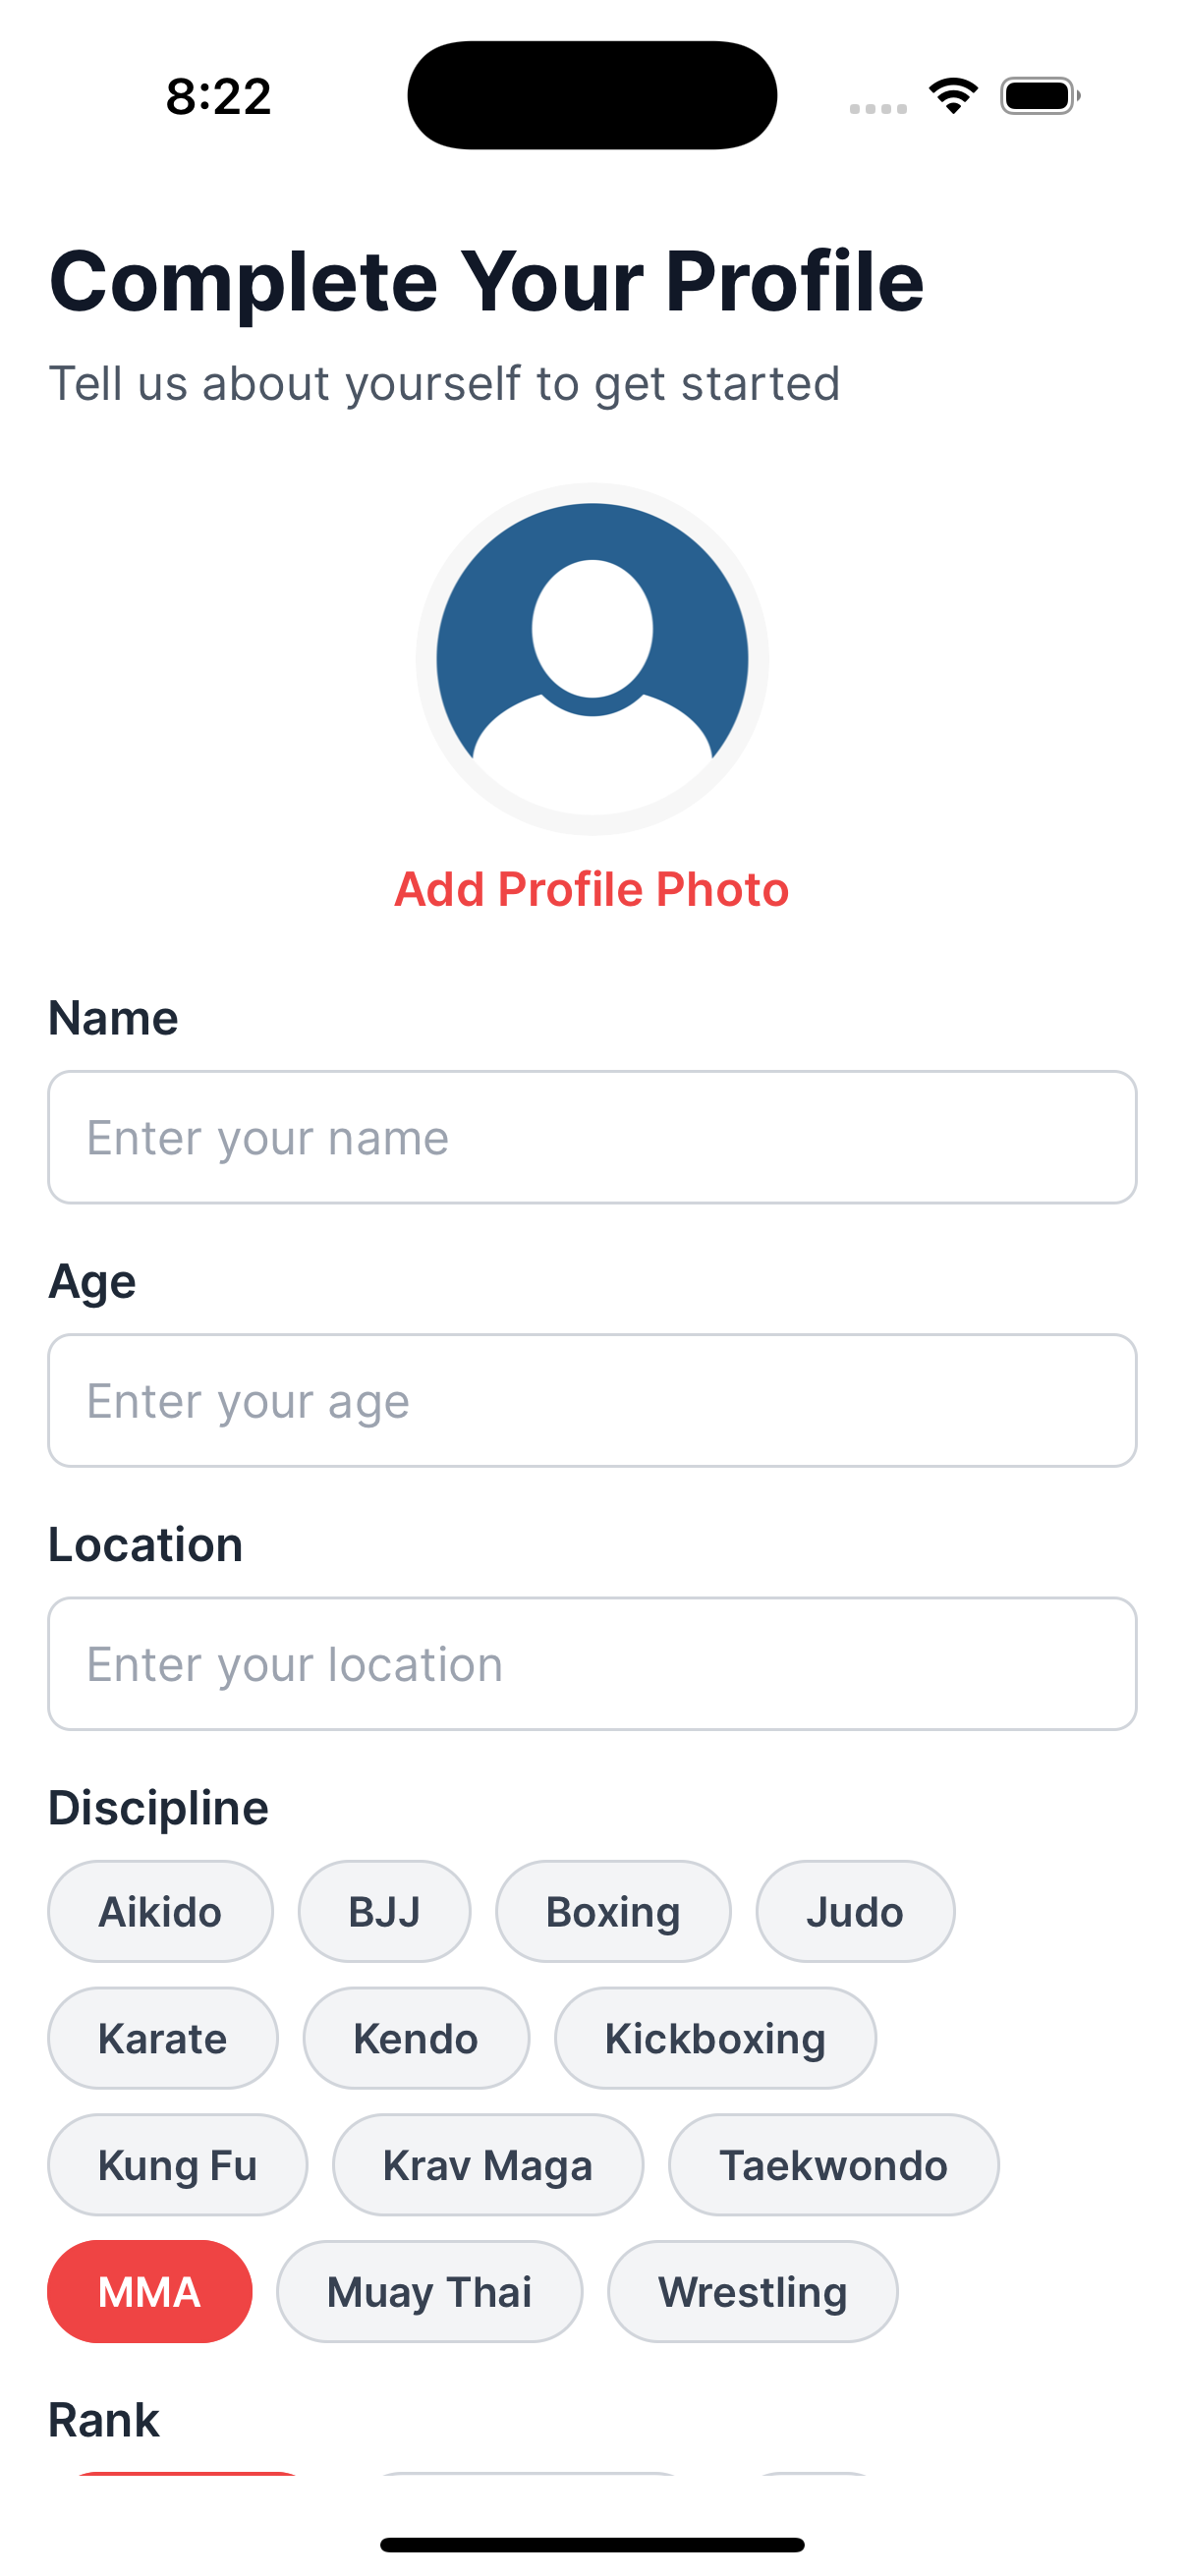 8:22
Complete Your Profile
Tell us about yourself to get started
Add Profile Photo
Name
Enter your name
Age
Enter your age
Location
Enter your location
Discipline
Aikido BJJ Boxing Judo
Karate Kendo Kickboxing
Kung Fu Krav Maga Taekwondo
MMA Muay Thai Wrestling
Rank